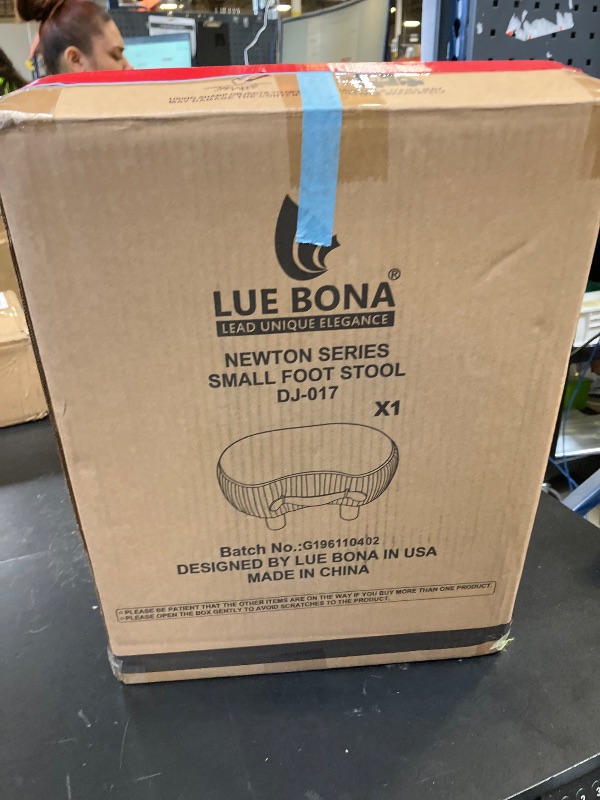 LUE BONA®
LEAD UNIQUE ELEGANCE
NEWTON SERIES
SMALL FOOT STOOL
DJ-017
X1
Batch No.:G196110402
DESIGNED BY LUE BONA IN USA
MADE IN CHINA
PLEASE BE PATIENT THAT THE OTHER ITEMS ARE ON THE WAY IF YOU BUY MORE THAN ONE PRODUCT.
PLEASE OPEN THE BOX GENTLY TO AVOID SCRATCHES TO THE PRODUCT.